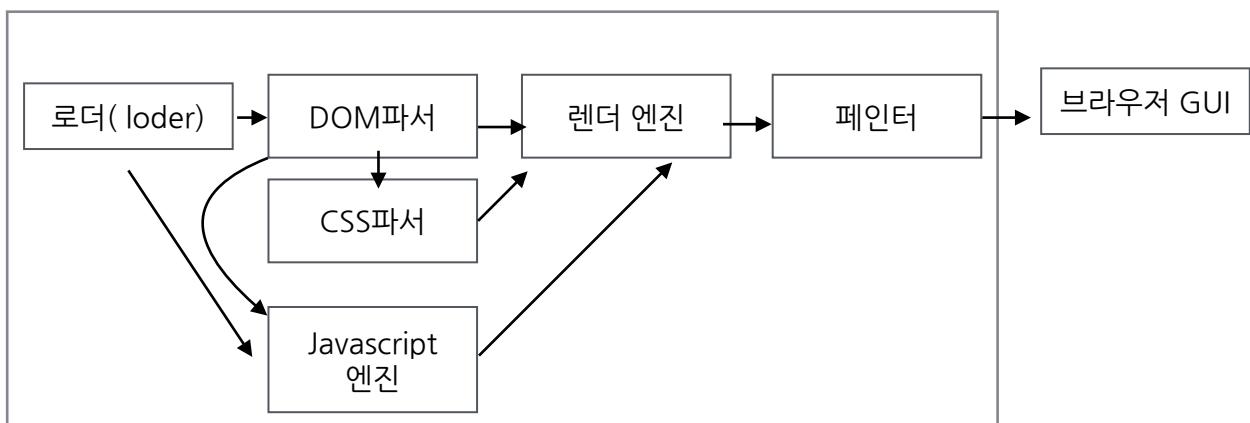 로더( loder)
DOM파서
렌더 엔진
페인터
브라우저 GUI
CSS파서
Javascript
엔진